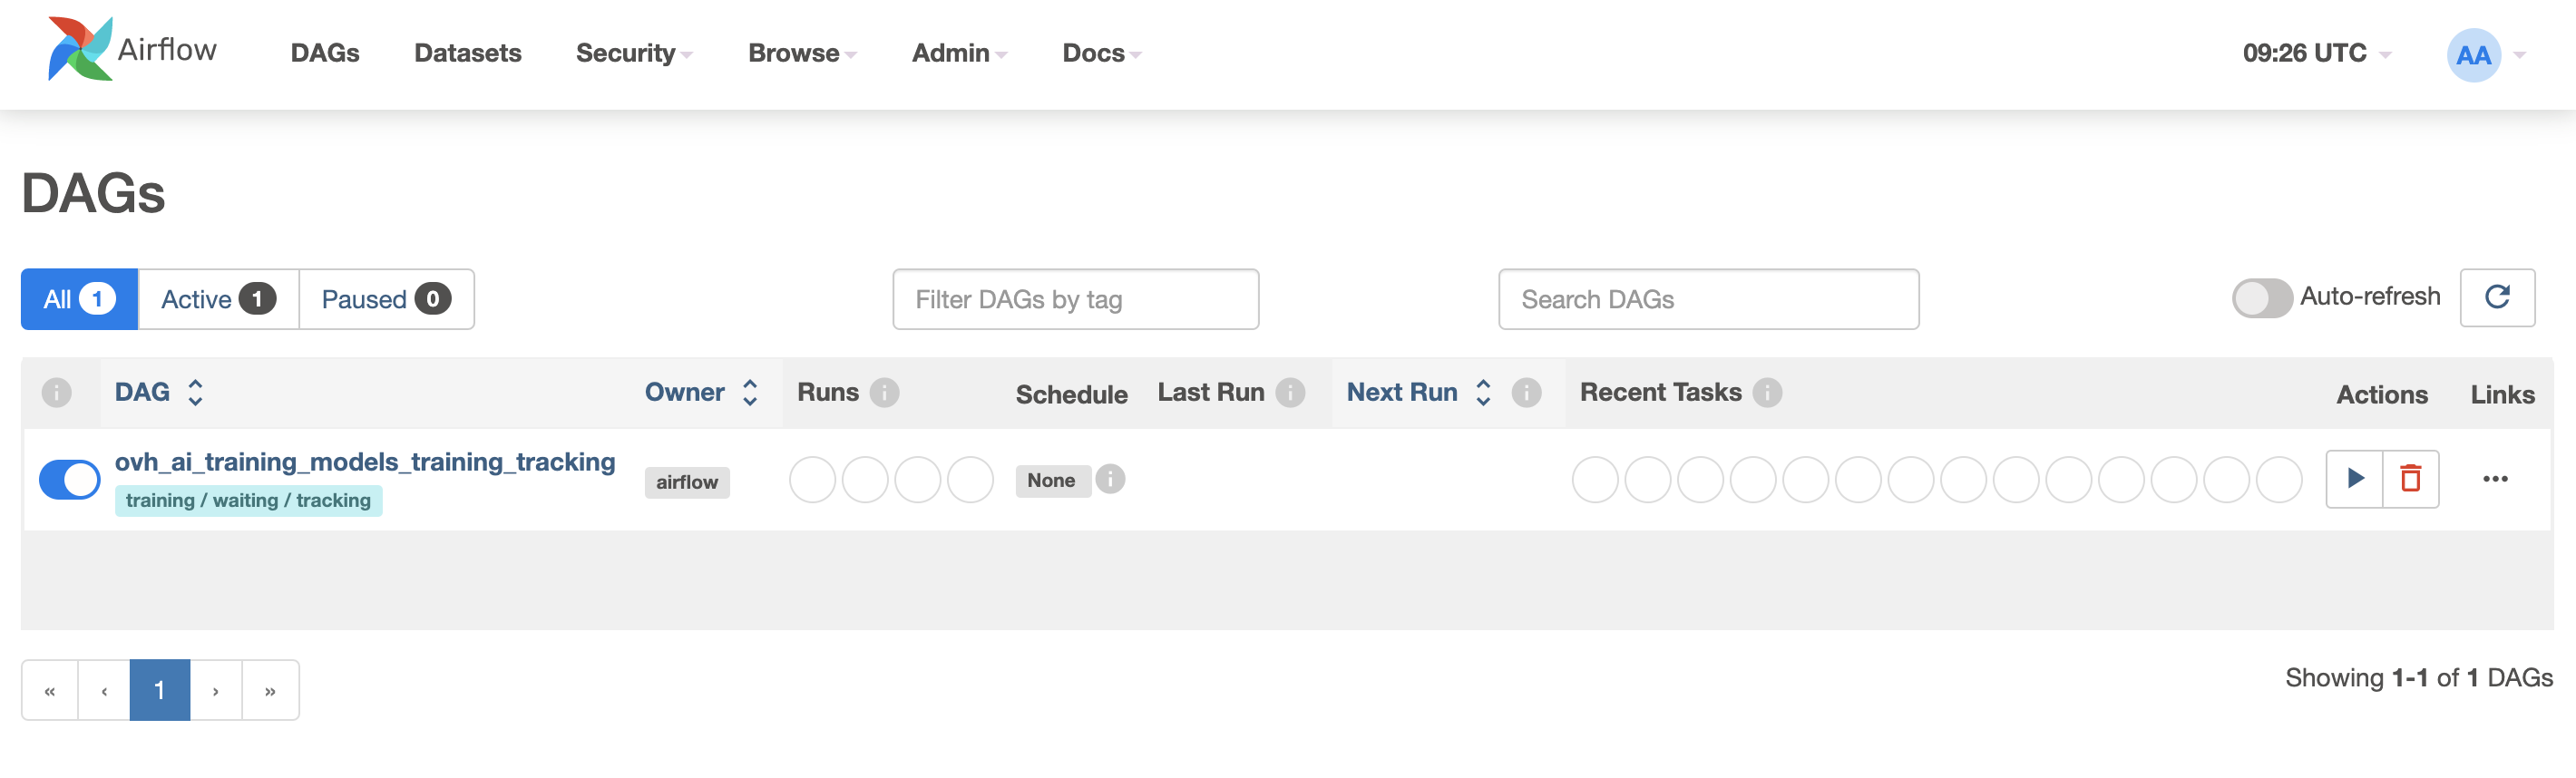 Airflow DAGs Datasets Security Browse Admin Docs 09:26 UTC AA
DAGs
All 1 Active 1 Paused 0 Filter DAGs by tag Search DAGs Auto-refresh
i DAG Owner Runs i Schedule Last Run i Next Run i Recent Tasks i Actions Links
ovh_ai_training_models_training_tracking
airflow None i ...
training / waiting / tracking
« ‹ 1 › »
Showing 1-1 of 1 DAGs